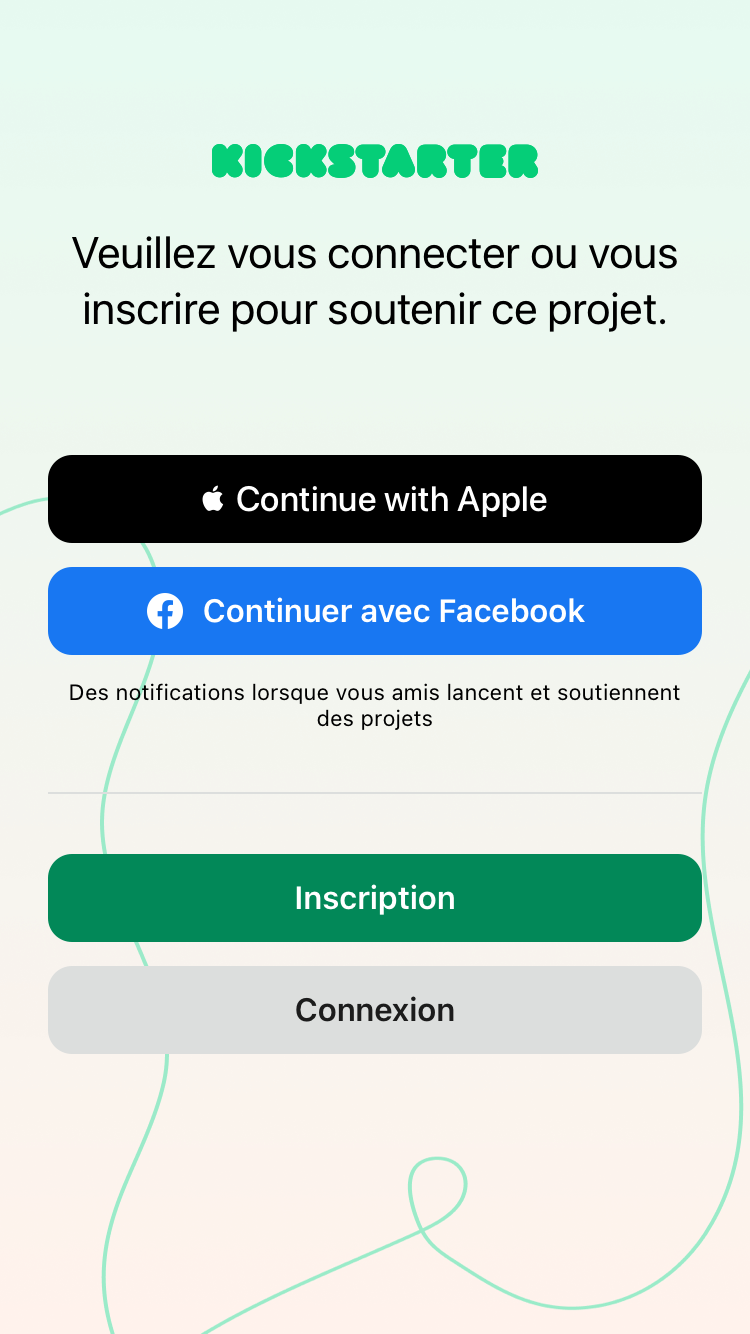 KICKSTARTER
Veuillez vous connecter ou vous
inscrire pour soutenir ce projet.
Continue with Apple
Continuer avec Facebook
Des notifications lorsque vous amis lancent et soutiennent
des projets
Inscription
Connexion